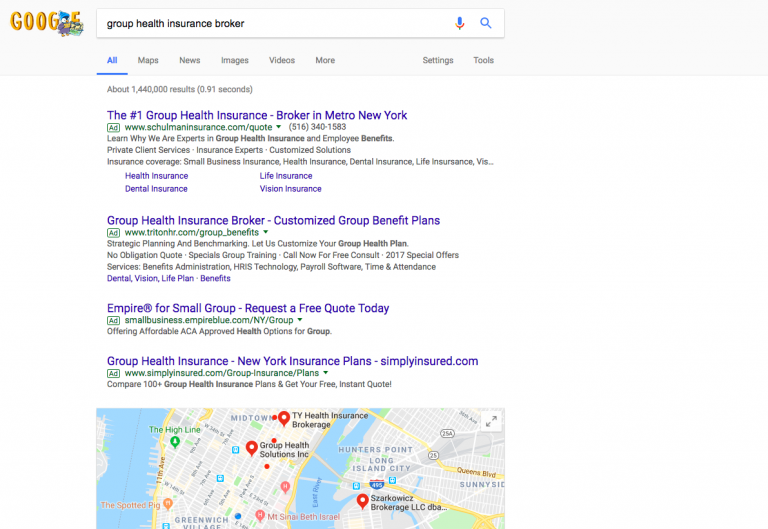 GOOGLE
group health insurance broker
All Maps News Images Videos More Settings Tools
About 1,440,000 results (0.91 seconds)
The #1 Group Health Insurance - Broker in Metro New York
Ad www.schulmaninsurance.com/quote (516) 340-1583
Learn Why We Are Experts in Group Health Insurance and Employee Benefits.
Private Client Services · Insurance Experts · Customized Solutions
Insurance coverage: Small Business Insurance, Health Insurance, Dental Insurance, Life Insursance, Vis...
Health Insurance Life Insurance
Dental Insurance Vision Insurance
Group Health Insurance Broker - Customized Group Benefit Plans
Ad www.tritonhr.com/group_benefits
Strategic Planning And Benchmarking. Let Us Customize Your Group Health Plan.
No Obligation Quote · Specials Group Training · Call Now For Free Consult · 2017 Special Offers
Services: Benefits Administration, HRIS Technology, Payroll Software, Time & Attendance
Dental, Vision, Life Plan · Benefits
Empire® for Small Group - Request a Free Quote Today
Ad smallbusiness.empireblue.com/NY/Group
Offering Affordable ACA Approved Health Options for Group.
Group Health Insurance - New York Insurance Plans - simplyinsured.com
Ad www.simplyinsured.com/Group-Insurance/Plans
Compare 100+ Group Health Insurance Plans & Get Your Free, Instant Quote!
MIDTOWN
TY Health Insurance
Brokerage
The High Line
25A
Group Health
Solutions Inc
HUNTERS POINT
25
LONG
ISLAND CITY
Queens Blvd
11th Ave
W 34th St
495
SUNNYSIDE
E 23rd St
East River
Szarkowicz
Brokerage LLC dba...
The Spotted Pig
GREENWICH
VILLAGE
Mt Sinai Beth Israel